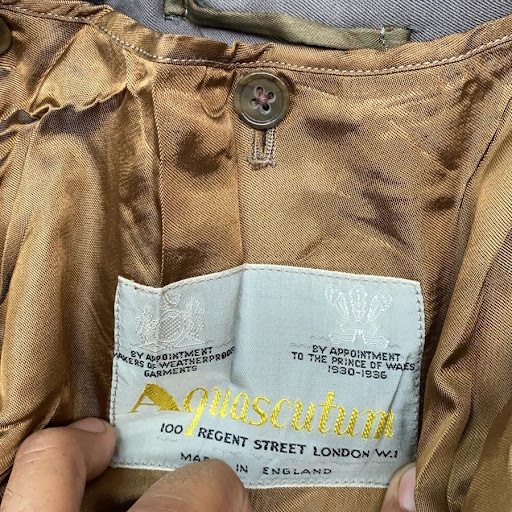 BY APPOINTMENT
MAKERS OF WEATHERPROOF
GARMENTS
BY APPOINTMENT
TO THE PRINCE OF WALES
1930-1936
Aquascutum
100 REGENT STREET LONDON W.1
MADE IN ENGLAND